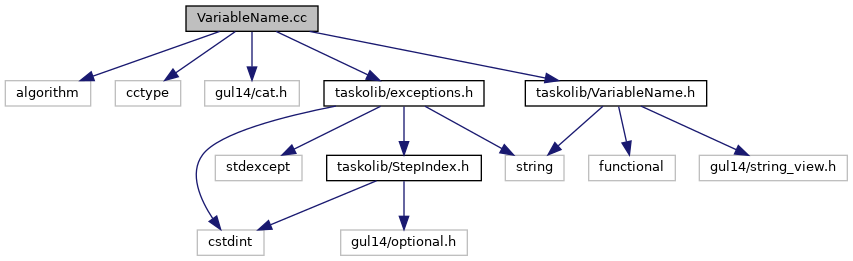 VariableName.cc
algorithm
cctype
gul14/cat.h
taskolib/exceptions.h
taskolib/VariableName.h
stdexcept
taskolib/StepIndex.h
string
functional
gul14/string_view.h
cstdint
gul14/optional.h